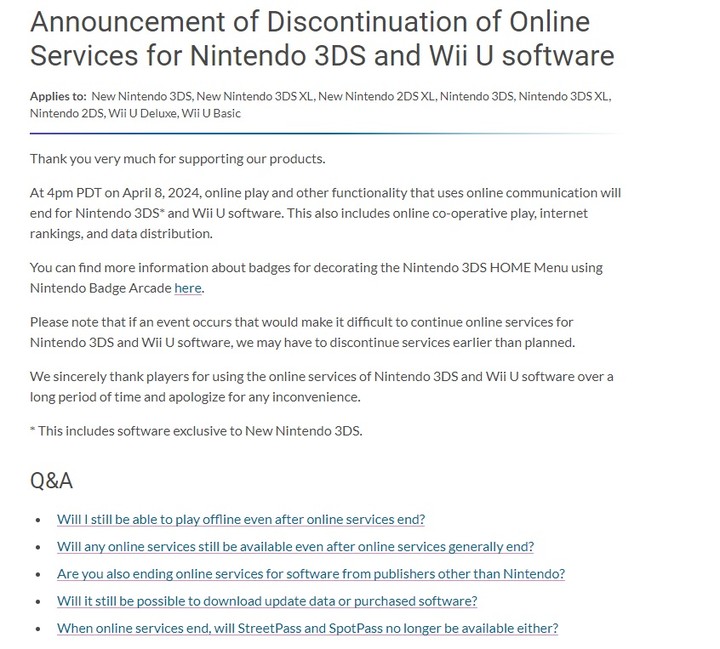 Announcement of Discontinuation of Online
Services for Nintendo 3DS and Wii U software
Applies to: New Nintendo 3DS, New Nintendo 3DS XL, New Nintendo 2DS XL, Nintendo 3DS, Nintendo 3DS XL,
Nintendo 2DS, Wii U Deluxe, Wii U Basic
Thank you very much for supporting our products.
At 4pm PDT on April 8, 2024, online play and other functionality that uses online communication will
end for Nintendo 3DS* and Wii U software. This also includes online co-operative play, internet
rankings, and data distribution.
You can find more information about badges for decorating the Nintendo 3DS HOME Menu using
Nintendo Badge Arcade here.
Please note that if an event occurs that would make it difficult to continue online services for
Nintendo 3DS and Wii U software, we may have to discontinue services earlier than planned.
We sincerely thank players for using the online services of Nintendo 3DS and Wii U software over a
long period of time and apologize for any inconvenience.
* This includes software exclusive to New Nintendo 3DS.
Q&A
• Will I still be able to play offline even after online services end?
• Will any online services still be available even after online services generally end?
• Are you also ending online services for software from publishers other than Nintendo?
• Will it still be possible to download update data or purchased software?
• When online services end, will StreetPass and SpotPass no longer be available either?